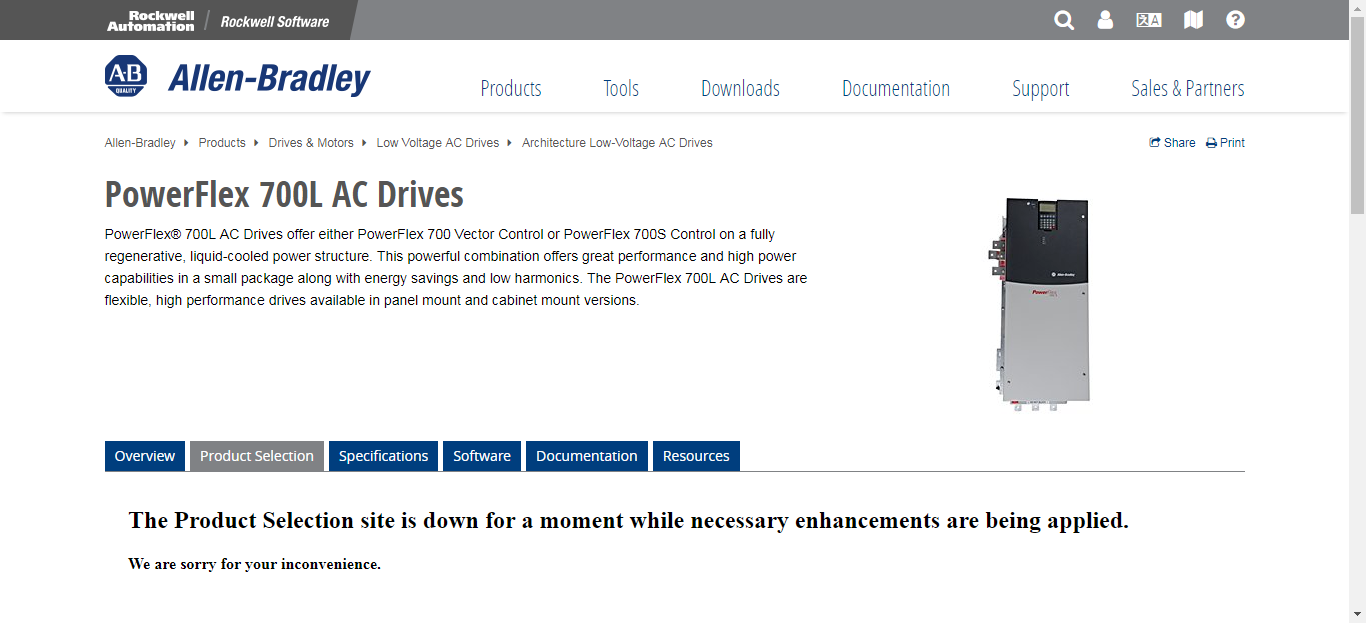 Rockwell Automation
Rockwell Software
A-B
QUALITY
Allen-Bradley
Products
Tools
Downloads
Documentation
Support
Sales & Partners
Allen-Bradley
Products
Drives & Motors
Low Voltage AC Drives
Architecture Low-Voltage AC Drives
Share
Print
PowerFlex 700L AC Drives
PowerFlex® 700L AC Drives offer either PowerFlex 700 Vector Control or PowerFlex 700S Control on a fully
regenerative, liquid-cooled power structure. This powerful combination offers great performance and high power
capabilities in a small package along with energy savings and low harmonics. The PowerFlex 700L AC Drives are
flexible, high performance drives available in panel mount and cabinet mount versions.
Allen-Bradley
PowerFlex
Overview
Product Selection
Specifications
Software
Documentation
Resources
The Product Selection site is down for a moment while necessary enhancements are being applied.
We are sorry for your inconvenience.